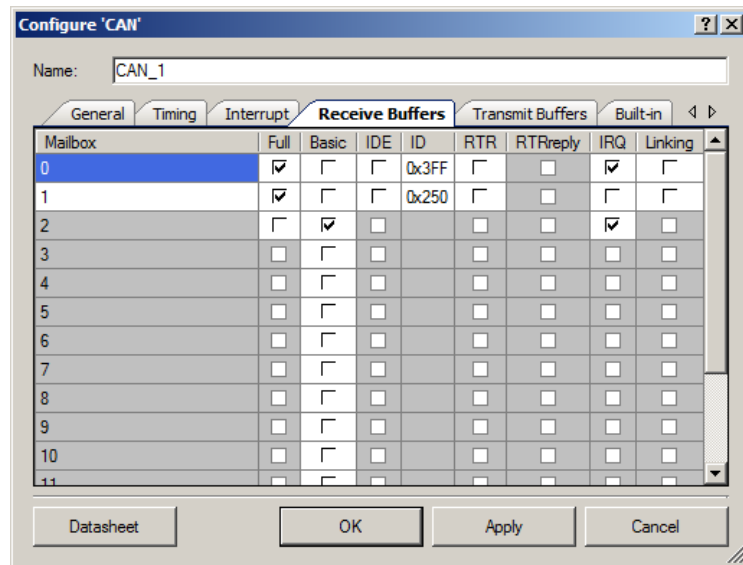 Configure 'CAN'
Name: CAN_1
General Timing Interrupt Receive Buffers Transmit Buffers Built-in
Mailbox Full Basic IDE ID RTR RTRreply IRQ Linking
0 0x3FF
1 0x250
2
3
4
5
6
7
8
9
10
11
Datasheet OK Apply Cancel